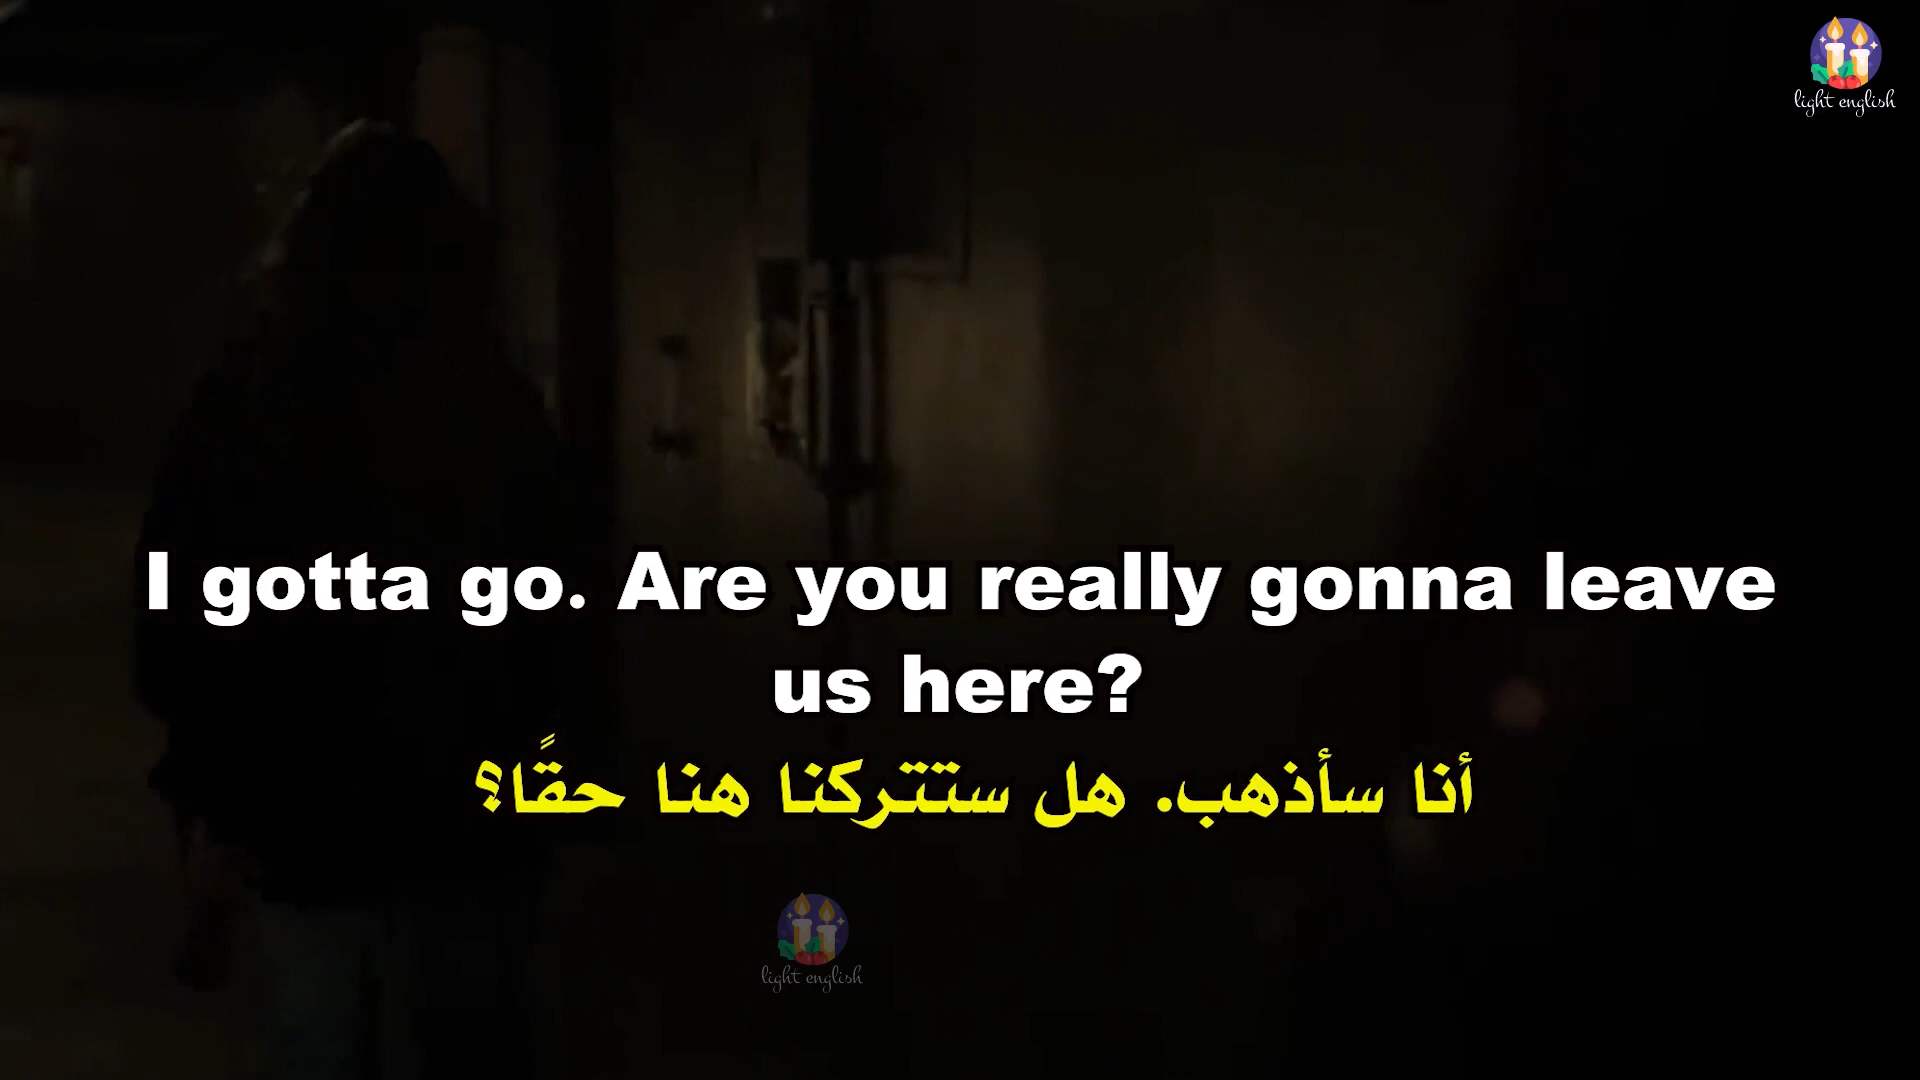 light english
I gotta go. Are you really gonna leave
us here?
أنا سأذهب. هل ستتركنا هنا حقًا؟
light english